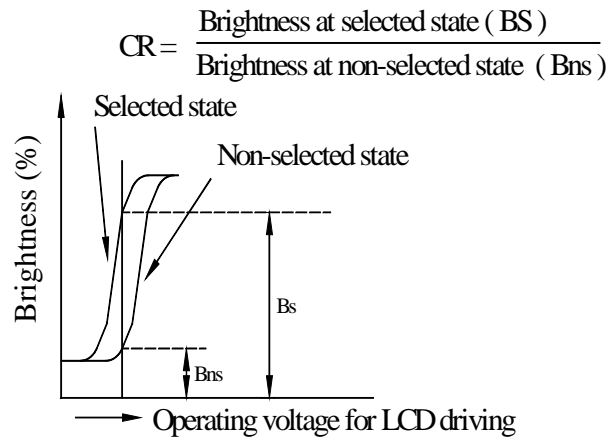 Brightness at selected state ( BS )
CR =
Brightness at non-selected state ( Bns )
Selected state
Non-selected state
Brightness (%)
Bs
Bns
Operating voltage for LCD driving